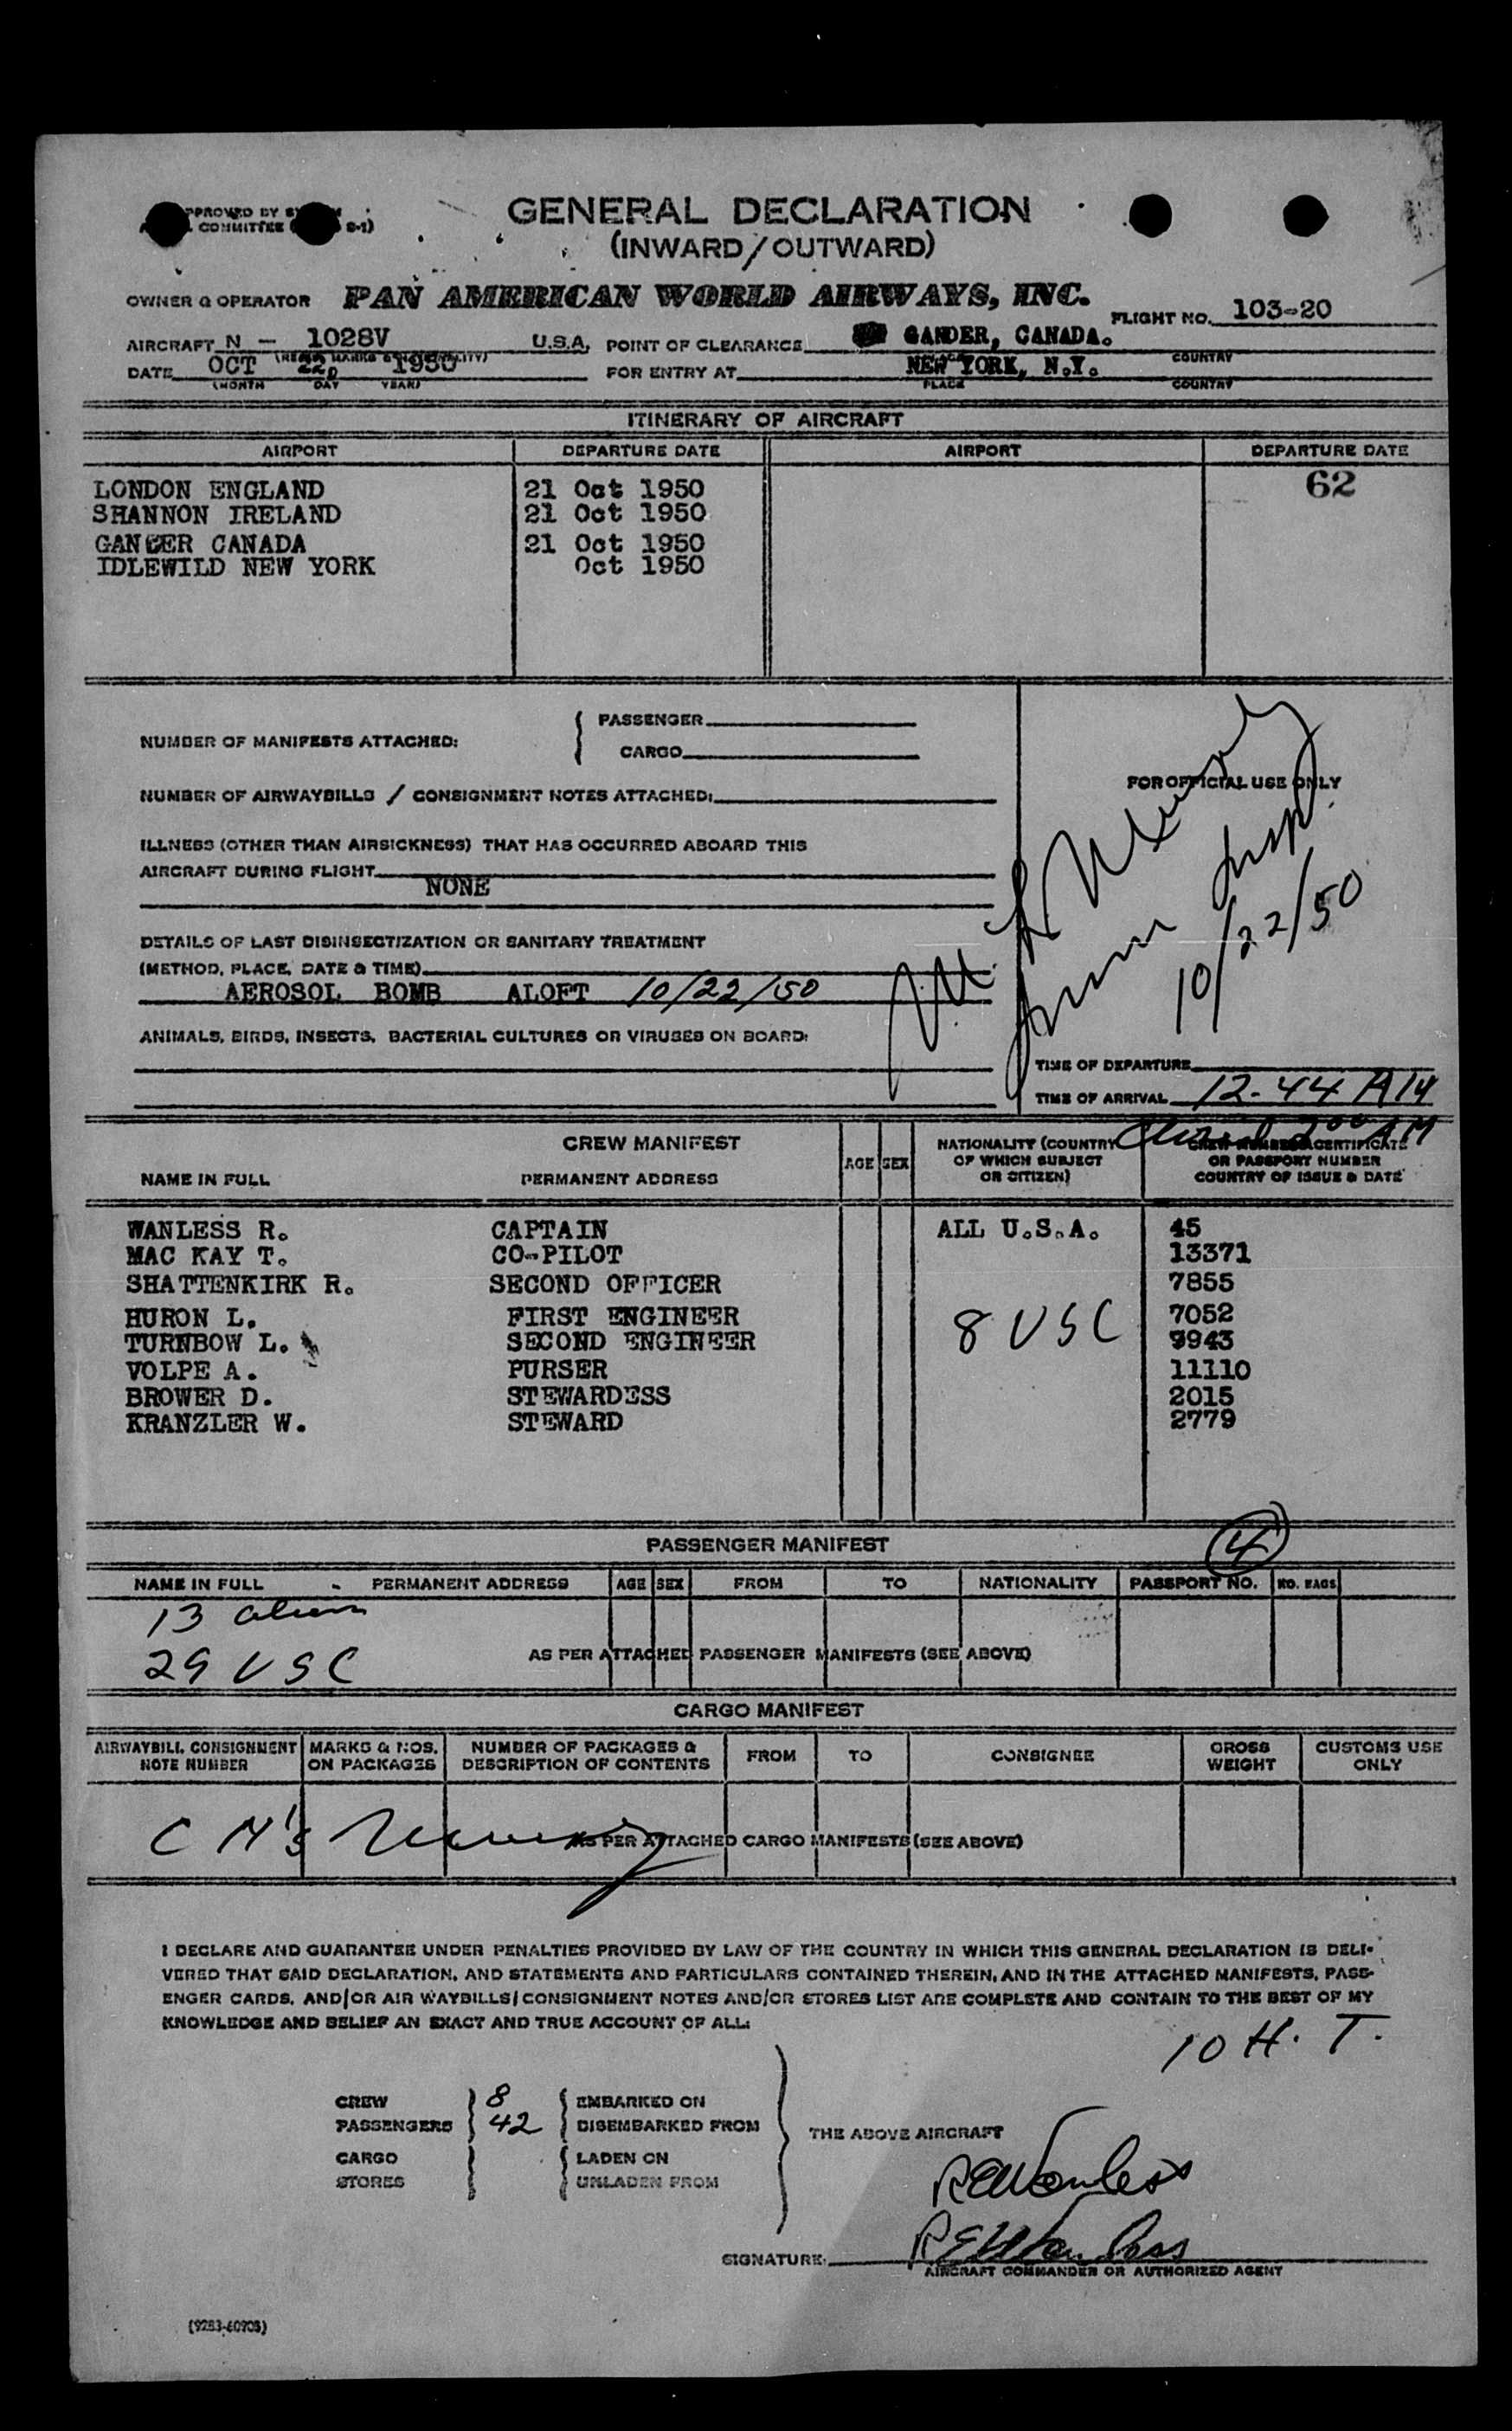 GENERAL DECLARATION
(INWARD/OUTWARD)
OWNER & OPERATOR PAN AMERICAN WORLD AIRWAYS, INC. FLIGHT NO. 103-20
AIRCRAFT N - 1028V U.S.A. POINT OF CLEARANCE GANDER, CANADA.
DATE OCT 22, 1950 FOR ENTRY AT NEW YORK, N.Y. COUNTRY
(MONTH DAY YEAR) PLACE COUNTRY
ITINERARY OF AIRCRAFT
AIRPORT DEPARTURE DATE AIRPORT DEPARTURE DATE
LONDON ENGLAND 21 Oct 1950 62
SHANNON IRELAND 21 Oct 1950
GANDER CANADA 21 Oct 1950
IDLEWILD NEW YORK Oct 1950
NUMBER OF MANIFESTS ATTACHED: { PASSENGER
CARGO
FOR OFFICIAL USE ONLY
NUMBER OF AIRWAYBILLS / CONSIGNMENT NOTES ATTACHED:
ILLNESS (OTHER THAN AIRSICKNESS) THAT HAS OCCURRED ABOARD THIS
AIRCRAFT DURING FLIGHT
NONE
10/22/50
DETAILS OF LAST DISINSECTIZATION OR SANITARY TREATMENT
(METHOD, PLACE, DATE & TIME)
AEROSOL BOMB ALOFT 10/22/50
ANIMALS, BIRDS, INSECTS, BACTERIAL CULTURES OR VIRUSES ON BOARD:
TIME OF DEPARTURE
TIME OF ARRIVAL 12-44 AM
CREW MANIFEST
NAME IN FULL PERMANENT ADDRESS AGE SEX NATIONALITY (COUNTRY OF WHICH SUBJECT OR CITIZEN) CERTIFICATE OR PASSPORT NUMBER COUNTRY OF ISSUE & DATE
WANLESS R. CAPTAIN ALL U.S.A. 45
MAC KAY T. CO-PILOT 13371
SHATTENKIRK R. SECOND OFFICER 7855
HURON L. FIRST ENGINEER 8 USC 7052
TURNBOW L. SECOND ENGINEER 9943
VOLPE A. PURSER 11110
BROWER D. STEWARDESS 2015
KRANZLER W. STEWARD 2779
PASSENGER MANIFEST 4
NAME IN FULL - PERMANENT ADDRESS AGE SEX FROM TO NATIONALITY PASSPORT NO. NO. BAGS
13 aliens
29 USC AS PER ATTACHED PASSENGER MANIFESTS (SEE ABOVE)
CARGO MANIFEST
AIRWAYBILL CONSIGNMENT NOTE NUMBER MARKS & NOS. ON PACKAGES NUMBER OF PACKAGES & DESCRIPTION OF CONTENTS FROM TO CONSIGNEE GROSS WEIGHT CUSTOMS USE ONLY
AS PER ATTACHED CARGO MANIFESTS (SEE ABOVE)
I DECLARE AND GUARANTEE UNDER PENALTIES PROVIDED BY LAW OF THE COUNTRY IN WHICH THIS GENERAL DECLARATION IS DELI-
VERED THAT SAID DECLARATION, AND STATEMENTS AND PARTICULARS CONTAINED THEREIN, AND IN THE ATTACHED MANIFESTS, PASS-
ENGER CARDS, AND/OR AIR WAYBILLS/CONSIGNMENT NOTES AND/OR STORES LIST ARE COMPLETE AND CONTAIN TO THE BEST OF MY
KNOWLEDGE AND BELIEF AN EXACT AND TRUE ACCOUNT OF ALL:
10 H. T.
CREW 8 EMBARKED ON
PASSENGERS 42 DISEMBARKED FROM
THE ABOVE AIRCRAFT
CARGO LADEN ON
STORES UNLADEN FROM
REWanless
SIGNATURE: REWanless
AIRCRAFT COMMANDER OR AUTHORIZED AGENT